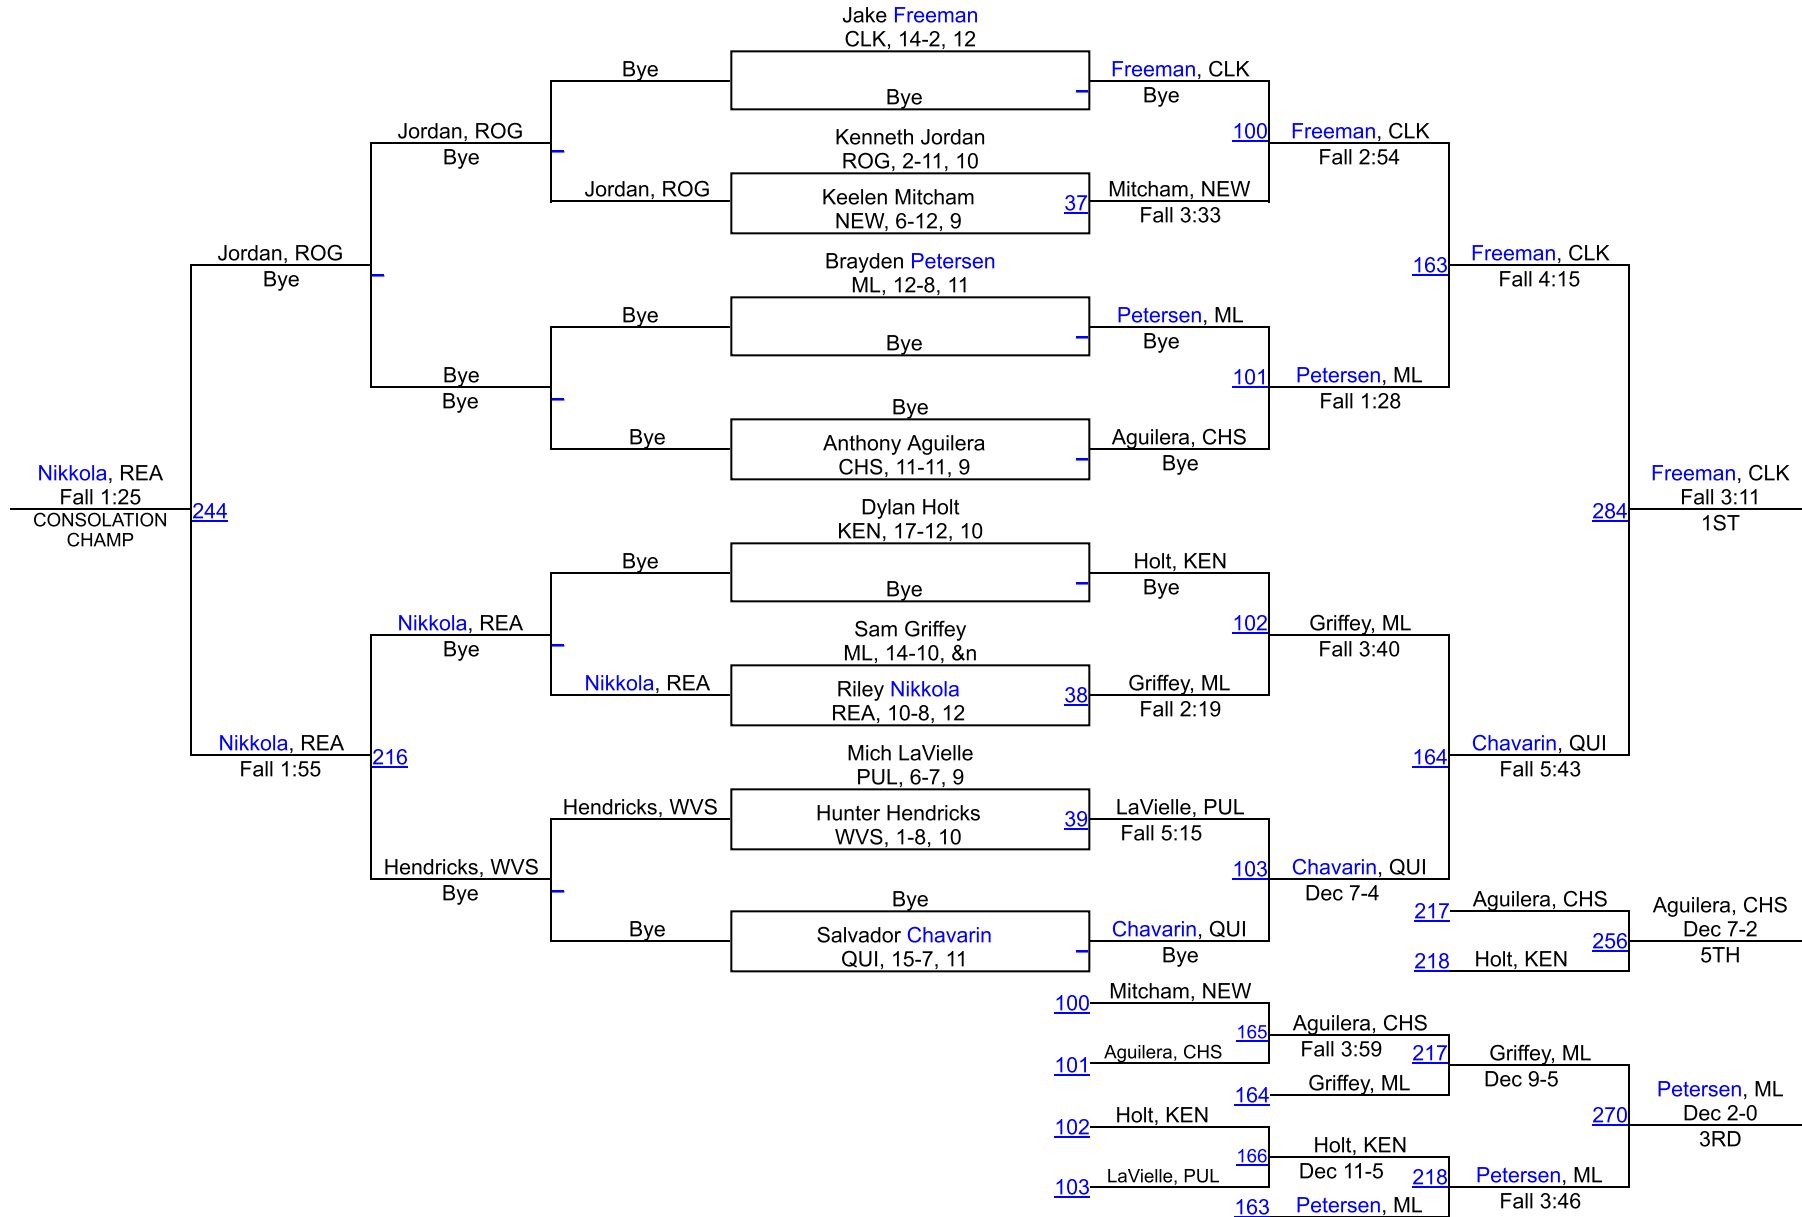 Jake Freeman
CLK, 14-2, 12
Bye
Bye
Freeman, CLK
Bye
Jordan, ROG
Bye
Kenneth Jordan
ROG, 2-11, 10
100
Freeman, CLK
Fall 2:54
Jordan, ROG
Keelen Mitcham
NEW, 6-12, 9
37
Mitcham, NEW
Fall 3:33
Jordan, ROG
Bye
Brayden Petersen
ML, 12-8, 11
163
Freeman, CLK
Fall 4:15
Bye
Bye
Petersen, ML
Bye
Bye
Bye
101
Petersen, ML
Fall 1:28
Bye
Bye
Anthony Aguilera
CHS, 11-11, 9
Aguilera, CHS
Bye
Nikkola, REA
Fall 1:25
CONSOLATION
CHAMP
244
Dylan Holt
KEN, 17-12, 10
284
Freeman, CLK
Fall 3:11
1ST
Bye
Bye
Holt, KEN
Bye
Nikkola, REA
Bye
Sam Griffey
ML, 14-10, &n
102
Griffey, ML
Fall 3:40
Nikkola, REA
Riley Nikkola
REA, 10-8, 12
38
Griffey, ML
Fall 2:19
Nikkola, REA
Fall 1:55
216
Mich LaVielle
PUL, 6-7, 9
164
Chavarin, QUI
Fall 5:43
Hendricks, WVS
Hunter Hendricks
WVS, 1-8, 10
39
LaVielle, PUL
Fall 5:15
Hendricks, WVS
Bye
103
Chavarin, QUI
Dec 7-4
Bye
Bye
Salvador Chavarin
QUI, 15-7, 11
Chavarin, QUI
Bye
217
Aguilera, CHS
218
Holt, KEN
256
Aguilera, CHS
Dec 7-2
5TH
100
Mitcham, NEW
101
Aguilera, CHS
165
Aguilera, CHS
Fall 3:59
164
Griffey, ML
217
Griffey, ML
Dec 9-5
102
Holt, KEN
103
LaVielle, PUL
166
Holt, KEN
Dec 11-5
163
Petersen, ML
218
Petersen, ML
Fall 3:46
270
Petersen, ML
Dec 2-0
3RD